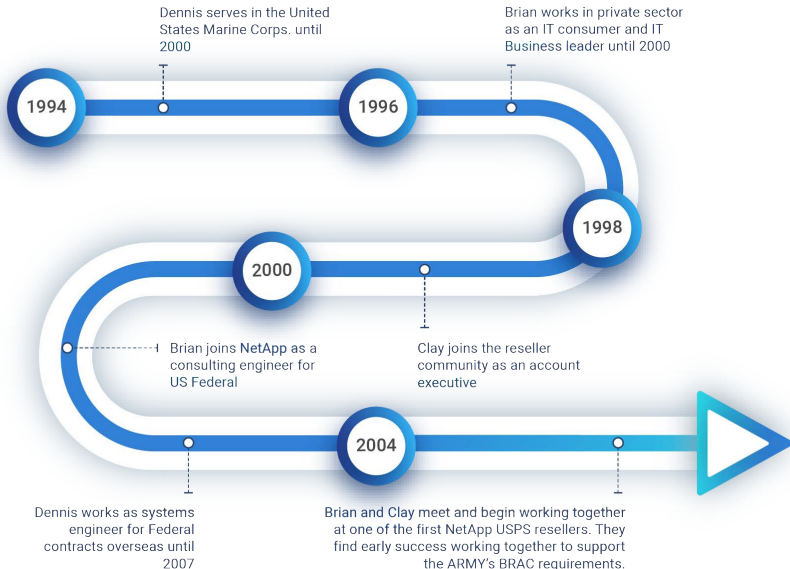 Dennis serves in the United
States Marine Corps. until
2000
Brian works in private sector
as an IT consumer and IT
Business leader until 2000
1994
1996
1998
2000
Clay joins the reseller
community as an account
executive
Brian joins NetApp as a
consulting engineer for
US Federal
2004
Dennis works as systems
engineer for Federal
contracts overseas until
2007
Brian and Clay meet and begin working together
at one of the first NetApp USPS resellers. They
find early success working together to support
the ARMY's BRAC requirements.